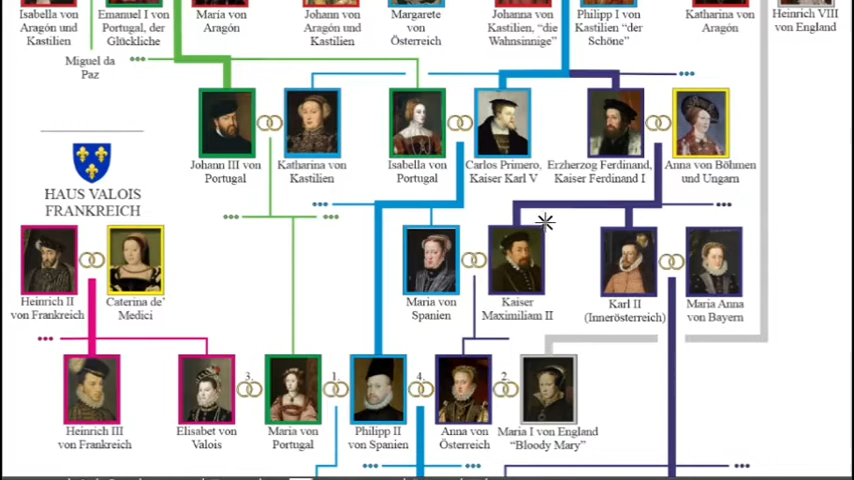 Isabella von
Aragón und
Kastilien
Emanuel I von
Portugal, der
Glückliche
Maria von
Aragón
Johann von
Aragón und
Kastilien
Margarete
von
Österreich
Johanna von
Kastilien, “die
Wahnsinnige”
Philipp I von
Kastilien “der
Schöne”
Katharina von
Aragón
Heinrich VIII
von England
Miguel da
Paz
Johann III von
Portugal
Katharina von
Kastilien
Isabella von
Portugal
Carlos Primero,
Kaiser Karl V
Erzherzog Ferdinand,
Kaiser Ferdinand I
Anna von Böhmen
und Ungarn
HAUS VALOIS
FRANKREICH
Heinrich II
von Frankreich
Caterina de’
Medici
Maria von
Spanien
Kaiser
Maximiliam II
Karl II
(Innerösterreich)
Maria Anna
von Bayern
3.
1.
4.
2.
Heinrich III
von Frankreich
Elisabet von
Valois
Maria von
Portugal
Philipp II
von Spanien
Anna von
Österreich
Maria I von England
“Bloody Mary”